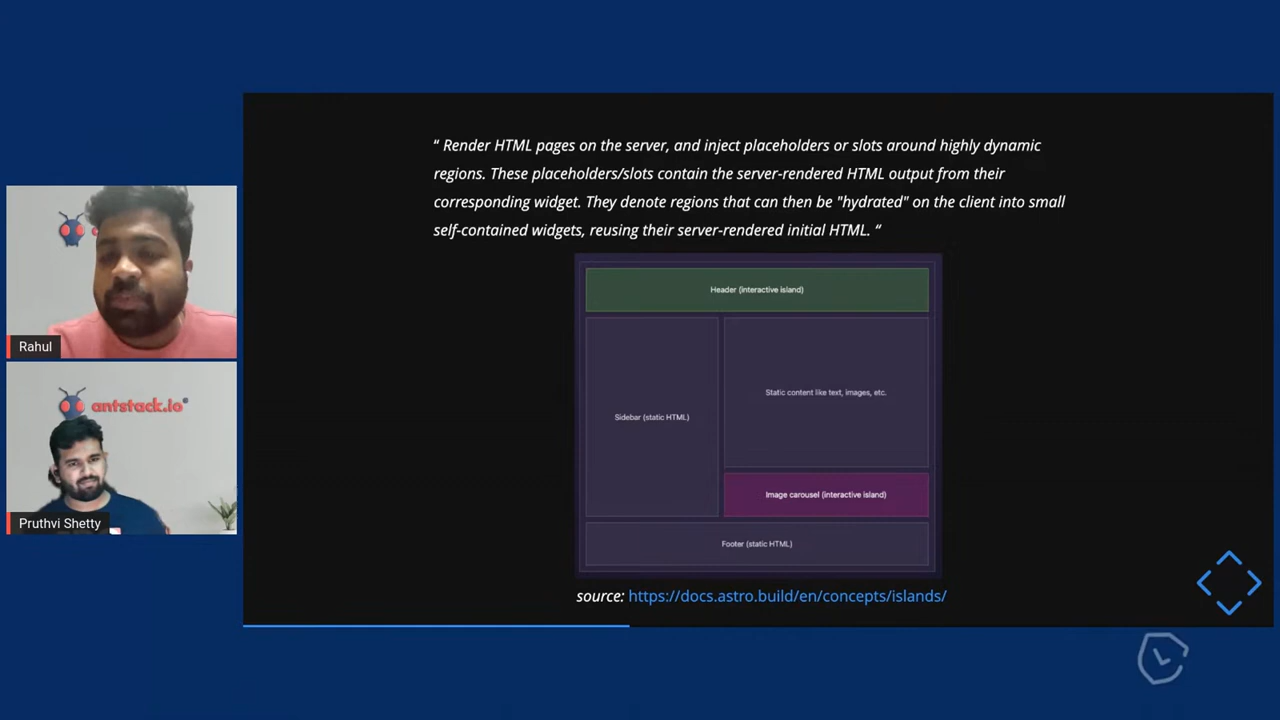 “ Render HTML pages on the server, and inject placeholders or slots around highly dynamic
regions. These placeholders/slots contain the server-rendered HTML output from their
corresponding widget. They denote regions that can then be "hydrated" on the client into small
self-contained widgets, reusing their server-rendered initial HTML. “
Header (interactive island)
Sidebar (static HTML)
Static content like text, images, etc.
Image carousel (interactive island)
Footer (static HTML)
source: https://docs.astro.build/en/concepts/islands/
Rahul
antstack.io
Pruthvi Shetty